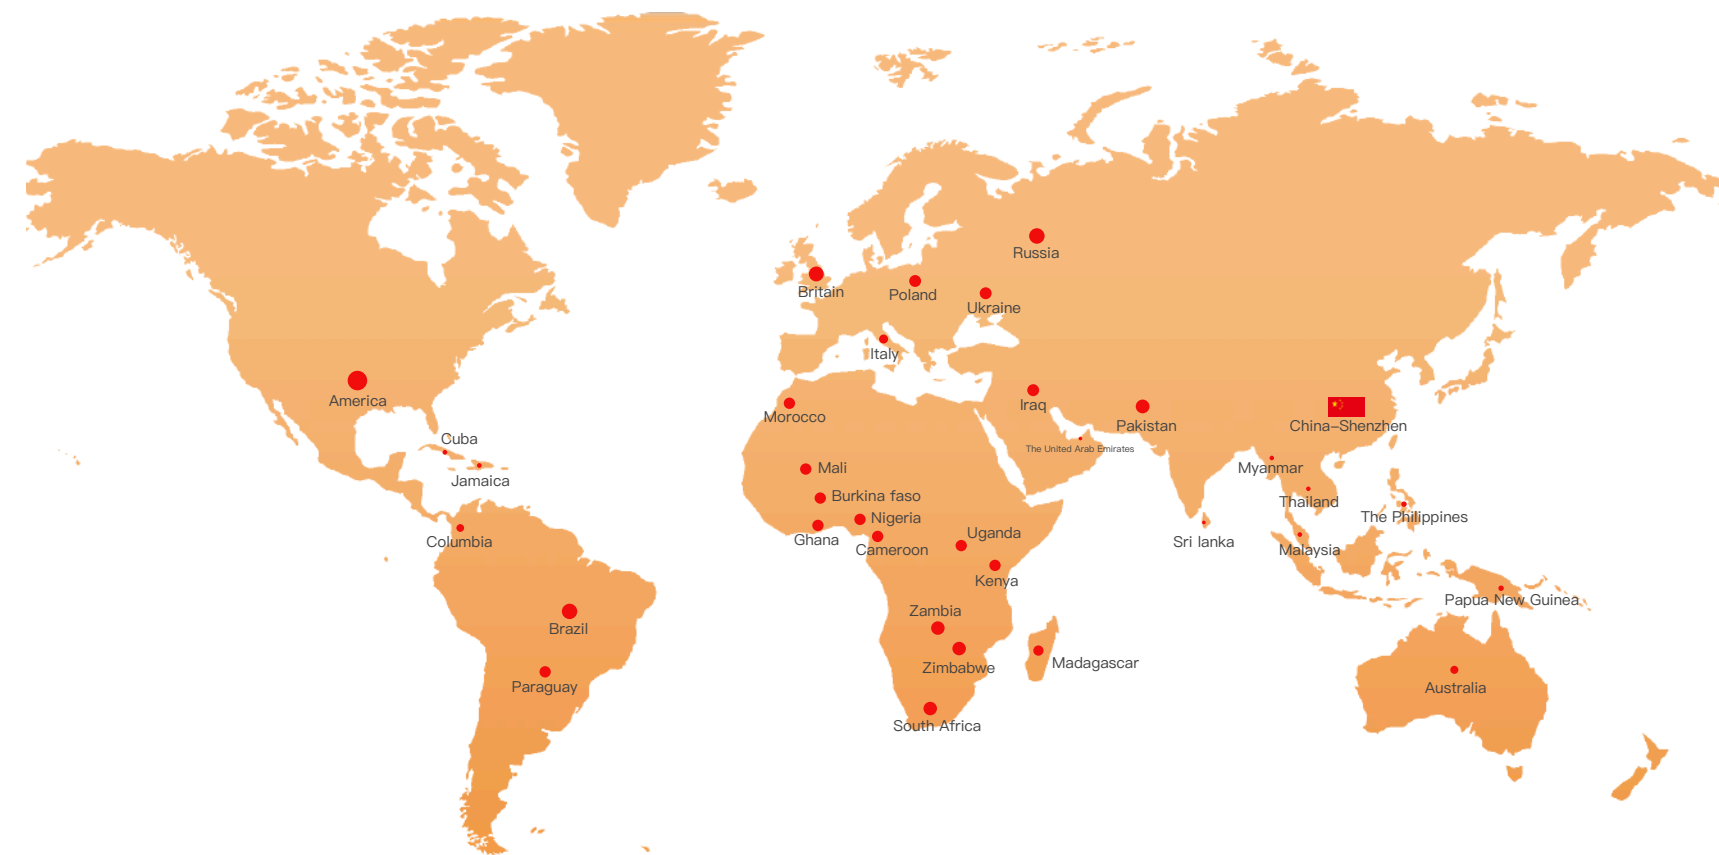 Russia
Britain
Poland
Ukraine
Italy
America
Morocco
Iraq
Pakistan
China-Shenzhen
Cuba
The United Arab Emirates
Mali
Myanmar
Jamaica
Burkina faso
Thailand
Nigeria
The Philippines
Columbia
Ghana
Cameroon
Uganda
Sri lanka
Malaysia
Kenya
Papua New Guinea
Zambia
Brazil
Zimbabwe
Madagascar
Paraguay
Australia
South Africa